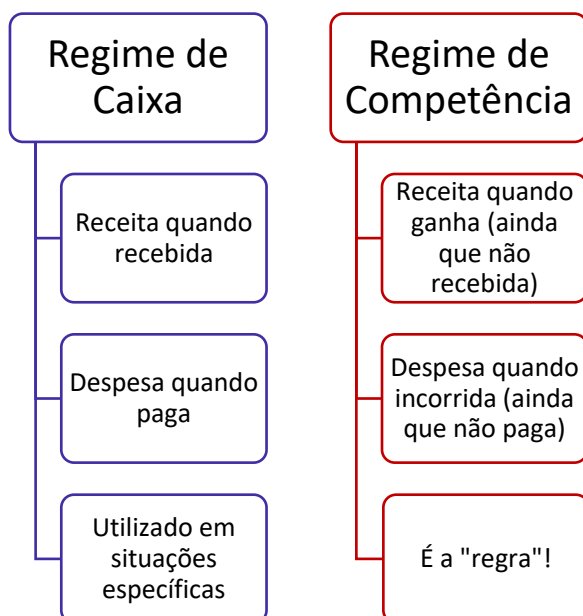 Regime de
Caixa
Receita quando
recebida
Despesa quando
paga
Utilizado em
situações
específicas
Regime de
Competência
Receita quando
ganha (ainda
que não
recebida)
Despesa quando
incorrida (ainda
que não paga)
É a "regra"!